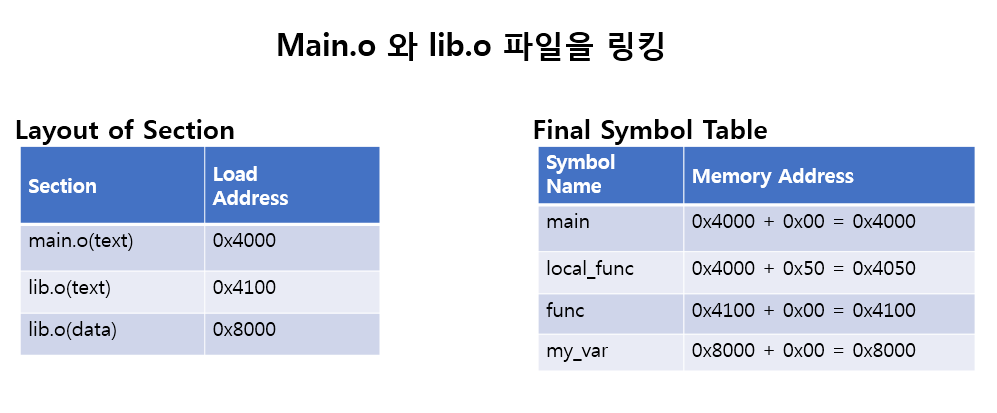 Main.o 와 lib.o 파일을 링킹
Layout of Section
Section
Load
Address
main.o(text)
0x4000
lib.o(text)
0x4100
lib.o(data)
0x8000
Final Symbol Table
Symbol
Name
Memory Address
main
0x4000 + 0x00 = 0x4000
local_func
0x4000 + 0x50 = 0x4050
func
0x4100 + 0x00 = 0x4100
my_var
0x8000 + 0x00 = 0x8000